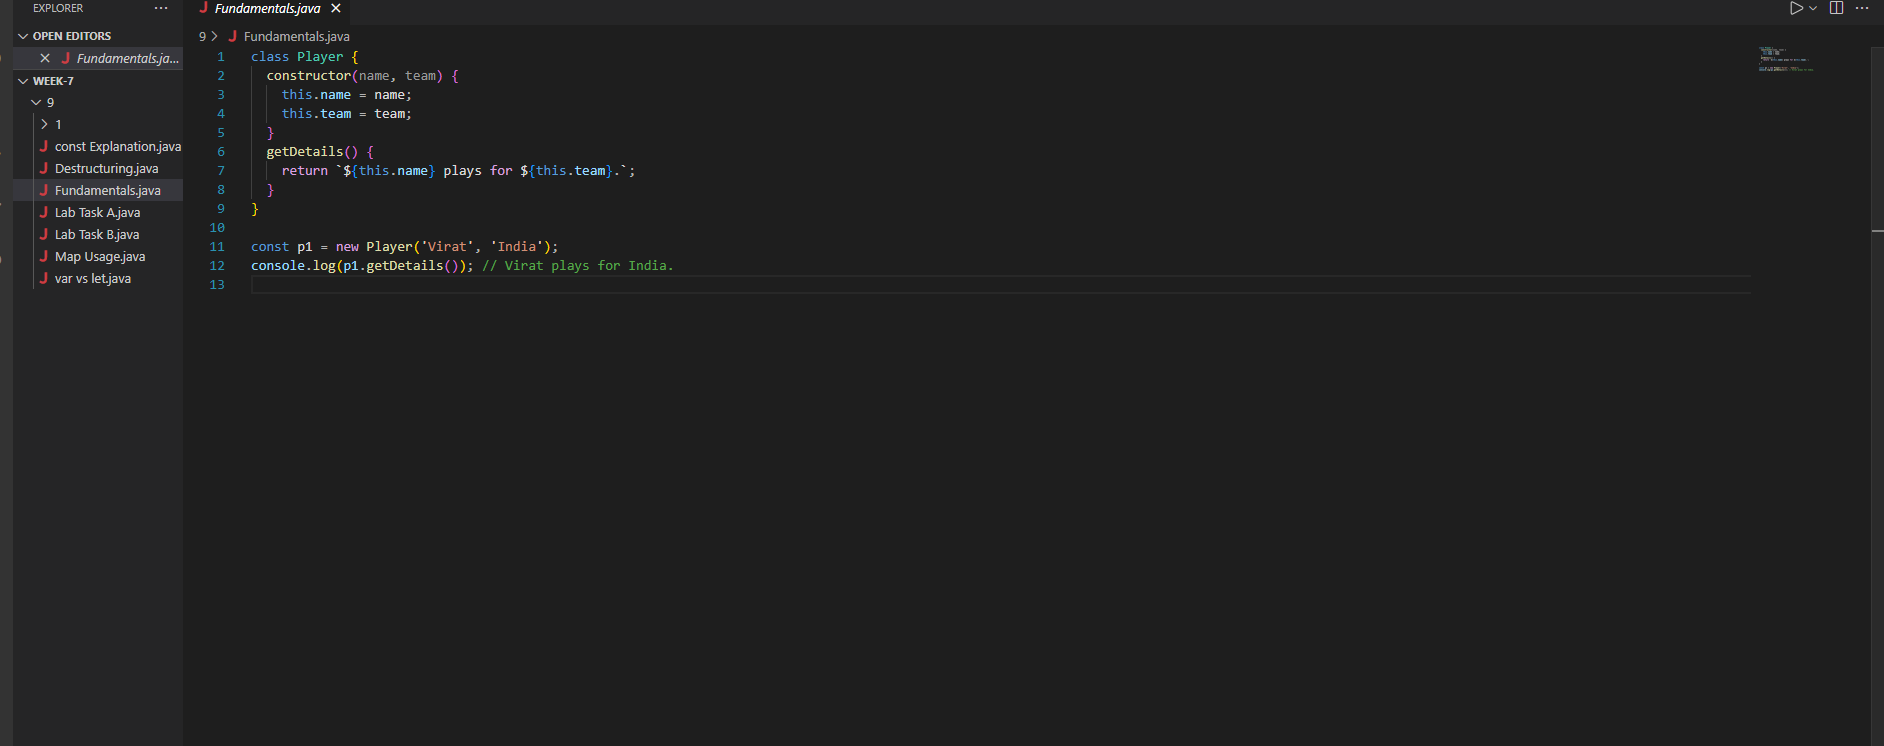 EXPLORER ...
OPEN EDITORS
Fundamentals.ja...
WEEK-7
9
1
const Explanation.java
Destructuring.java
Fundamentals.java
Lab Task A.java
Lab Task B.java
Map Usage.java
var vs let.java
Fundamentals.java
9 > Fundamentals.java
1 class Player {
2   constructor(name, team) {
3     this.name = name;
4     this.team = team;
5   }
6   getDetails() {
7     return `${this.name} plays for ${this.team}.`;
8   }
9 }
10
11 const p1 = new Player('Virat', 'India');
12 console.log(p1.getDetails()); // Virat plays for India.
13